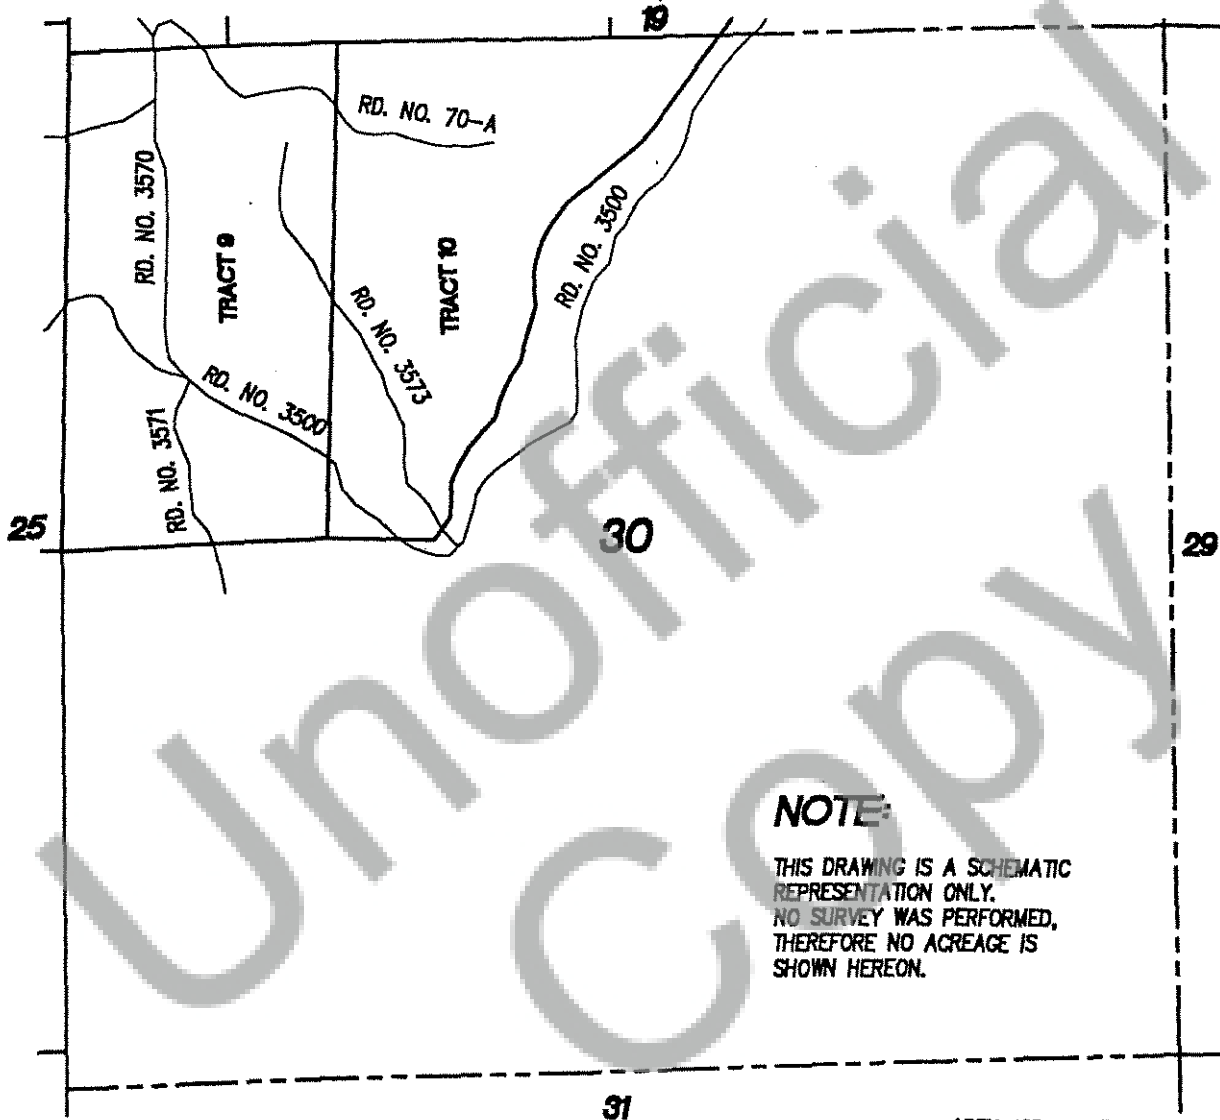 19
RD. NO. 70-A
RD. NO. 3570
TRACT 9
TRACT 10
RD. NO. 3500
RD. NO. 3573
RD. NO. 3500
RD. NO. 3571
25
30
29
NOTE:
THIS DRAWING IS A SCHEMATIC
REPRESENTATION ONLY.
NO SURVEY WAS PERFORMED,
THEREFORE NO ACREAGE IS
SHOWN HEREON.
31
Unofficial
Copy